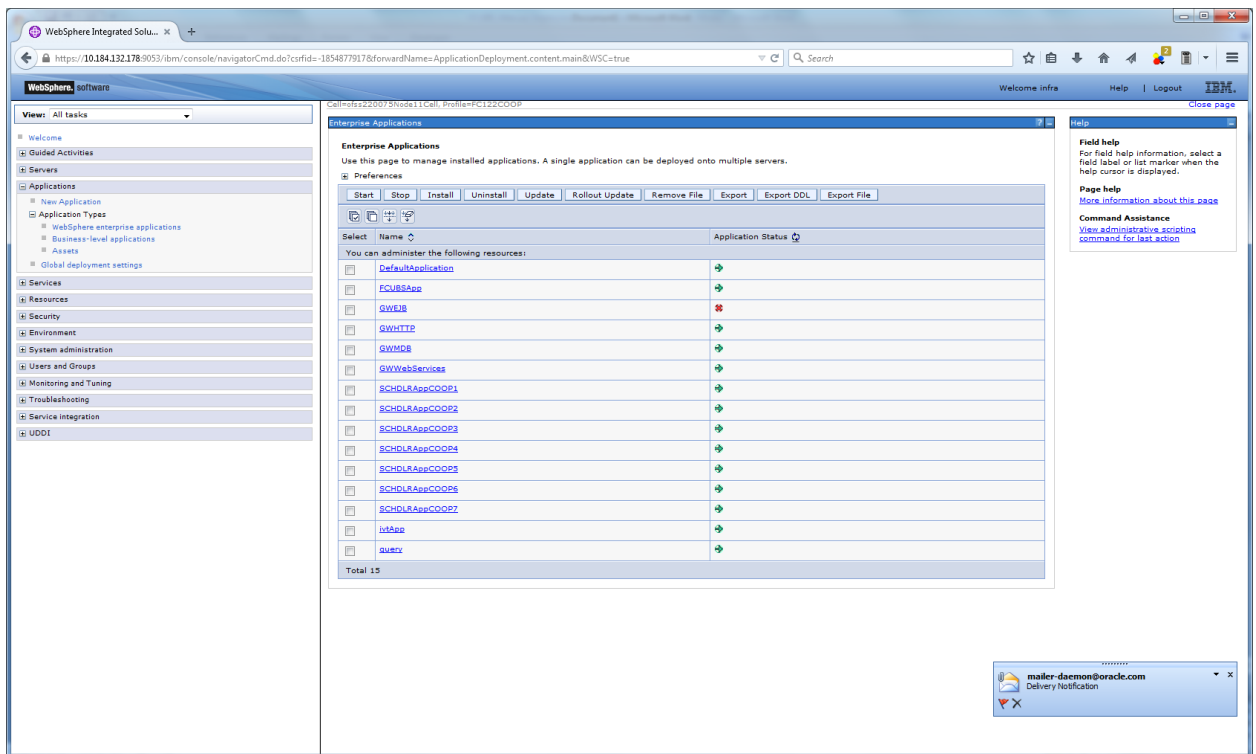 WebSphere Integrated Solu... × +
https://10.184.132.178:9053/ibm/console/navigatorCmd.do?csrfid=-1854877917&forwardName=ApplicationDeployment.content.main&WSC=true
Search
2
WebSphere. software
Welcome infra
Help | Logout
IBM.
Cell=ofss220075Node11Cell, Profile=FC122COOP
Close page
View: All tasks
Welcome
Guided Activities
Servers
Applications
New Application
Application Types
WebSphere enterprise applications
Business-level applications
Assets
Global deployment settings
Services
Resources
Security
Environment
System administration
Users and Groups
Monitoring and Tuning
Troubleshooting
Service integration
UDDI
Enterprise Applications
? -
Enterprise Applications
Use this page to manage installed applications. A single application can be deployed onto multiple servers.
Preferences
Start Stop Install Uninstall Update Rollout Update Remove File Export Export DDL Export File
Select Name Application Status
You can administer the following resources:
DefaultApplication
FCUBSApp
GWEJB
GWHTTP
GWMDB
GWWebServices
SCHDLRAppCOOP1
SCHDLRAppCOOP2
SCHDLRAppCOOP3
SCHDLRAppCOOP4
SCHDLRAppCOOP5
SCHDLRAppCOOP6
SCHDLRAppCOOP7
ivtApp
query
Total 15
Help
Field help
For field help information, select a
field label or list marker when the
help cursor is displayed.
Page help
More information about this page
Command Assistance
View administrative scripting
command for last action
mailer-daemon@oracle.com
Delivery Notification